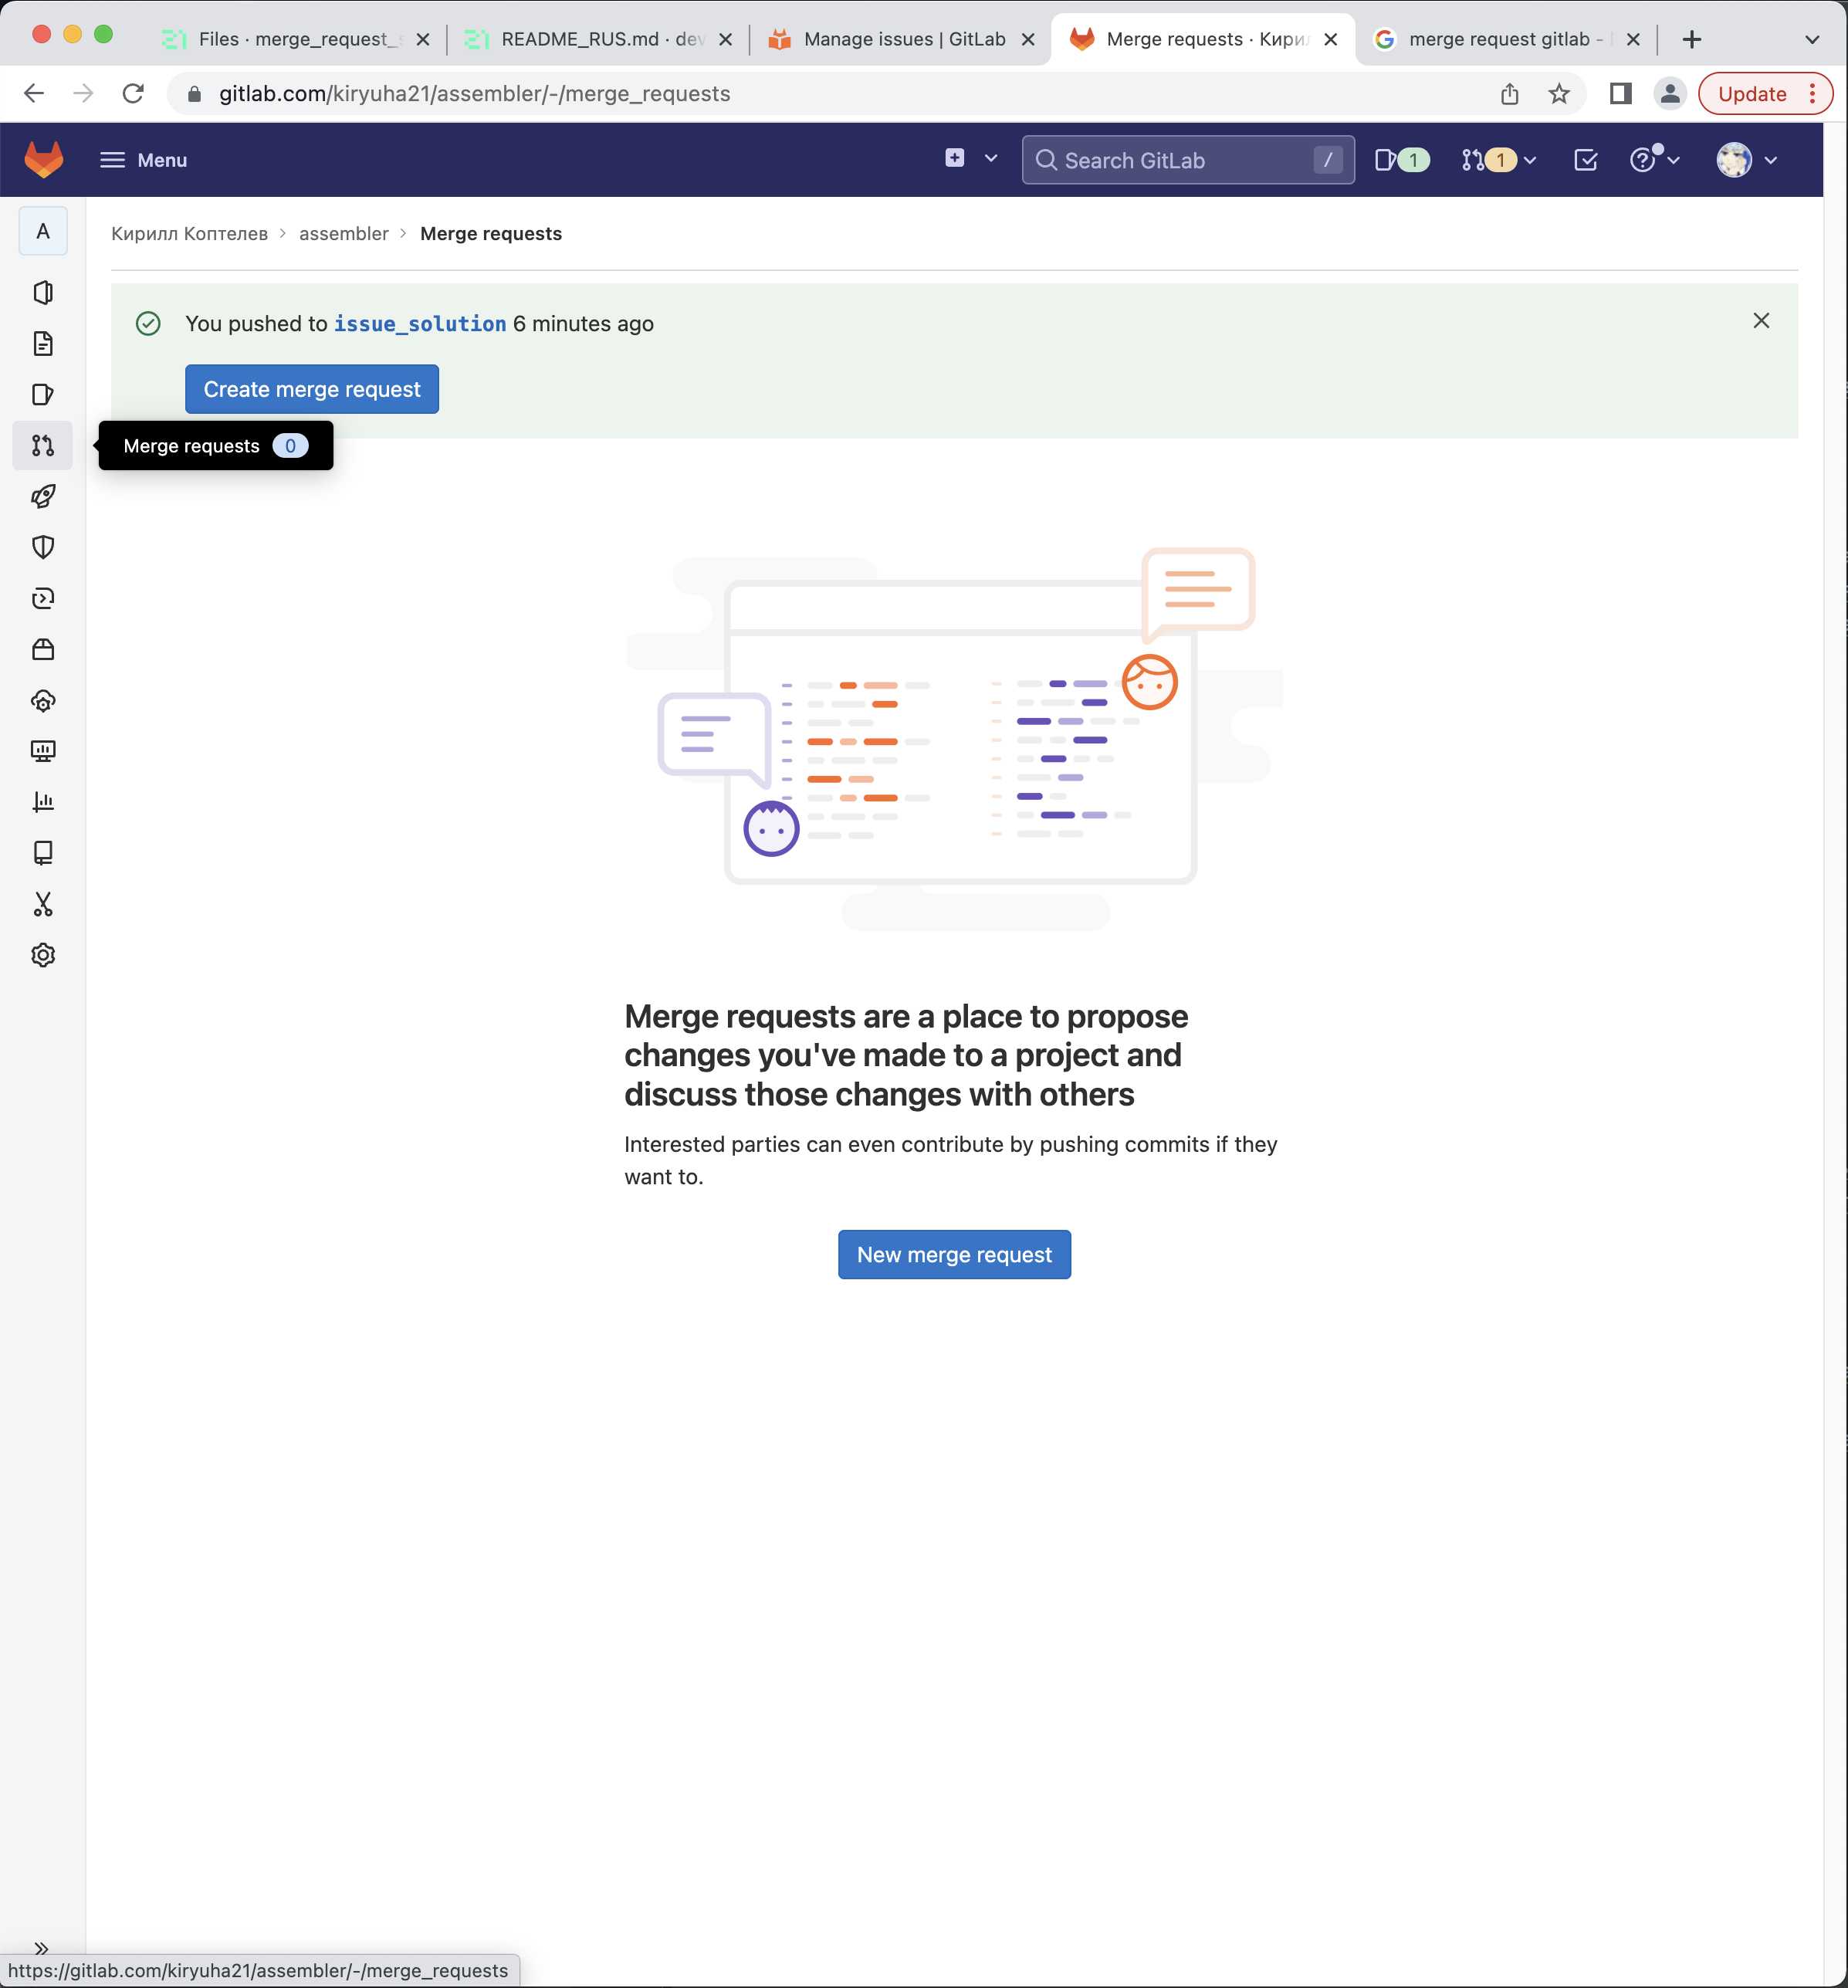 Files · merge_request_
README_RUS.md · dev
Manage issues | GitLab
Merge requests · Кирил
merge request gitlab -
gitlab.com/kiryuha21/assembler/-/merge_requests
Update
Menu
Search GitLab
/
1
1
A
Кирилл Коптелев › assembler › Merge requests
You pushed to issue_solution 6 minutes ago
Create merge request
Merge requests 0
Merge requests are a place to propose
changes you've made to a project and
discuss those changes with others
Interested parties can even contribute by pushing commits if they
want to.
New merge request
https://gitlab.com/kiryuha21/assembler/-/merge_requests